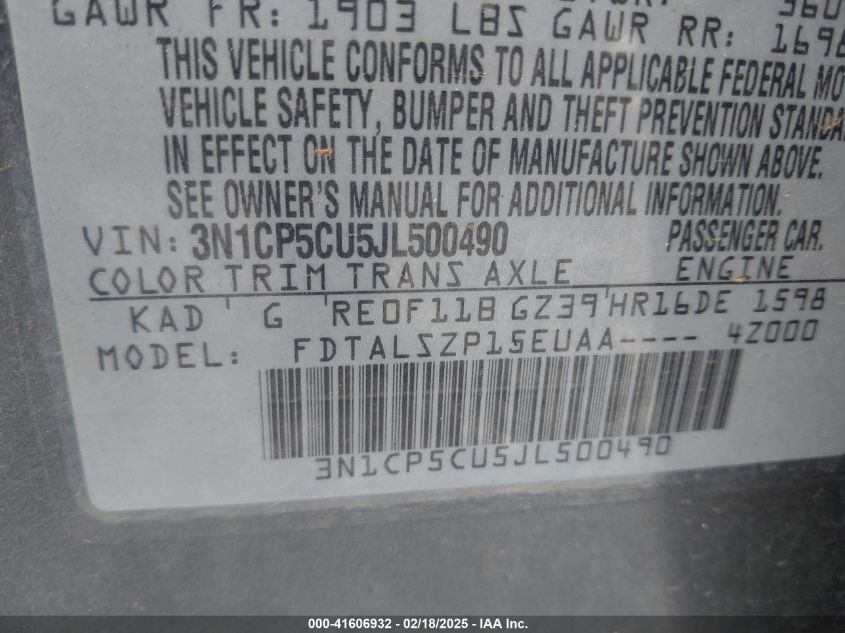 GAWR FR: 1903 LBS GAWR RR: 1696
THIS VEHICLE CONFORMS TO ALL APPLICABLE FEDERAL MO
VEHICLE SAFETY, BUMPER AND THEFT PREVENTION STANDA
IN EFFECT ON THE DATE OF MANUFACTURE SHOWN ABOVE.
SEE OWNER'S MANUAL FOR ADDITIONAL INFORMATION.
VIN: 3N1CP5CU5JL500490 PASSENGER CAR.
COLOR TRIM TRANS AXLE ENGINE
KAD G RE0F11B GZ39 HR16DE 1598
MODEL: FDTALSZP15EUAA---- 4Z000
3N1CP5CU5JL500490
000-41606932 - 02/18/2025 - IAA Inc.